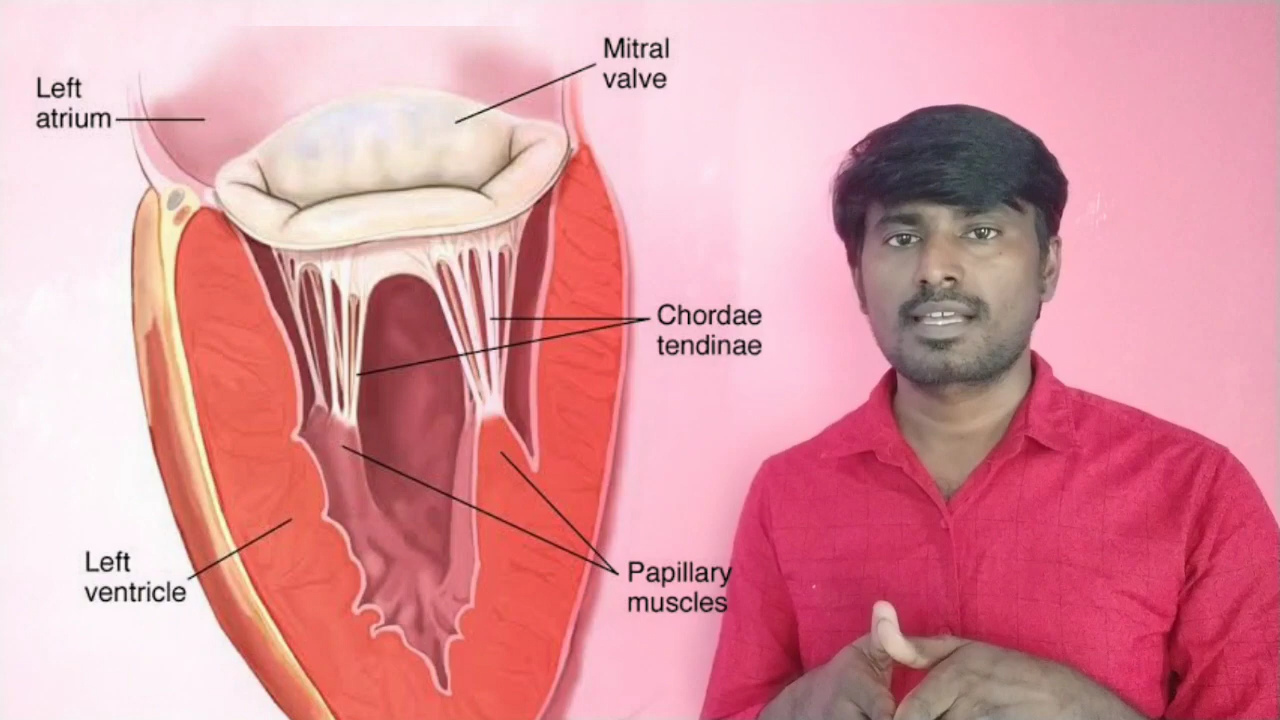 Mitral
valve
Left
atrium
Chordae
tendinae
Left
ventricle
Papillary
muscles